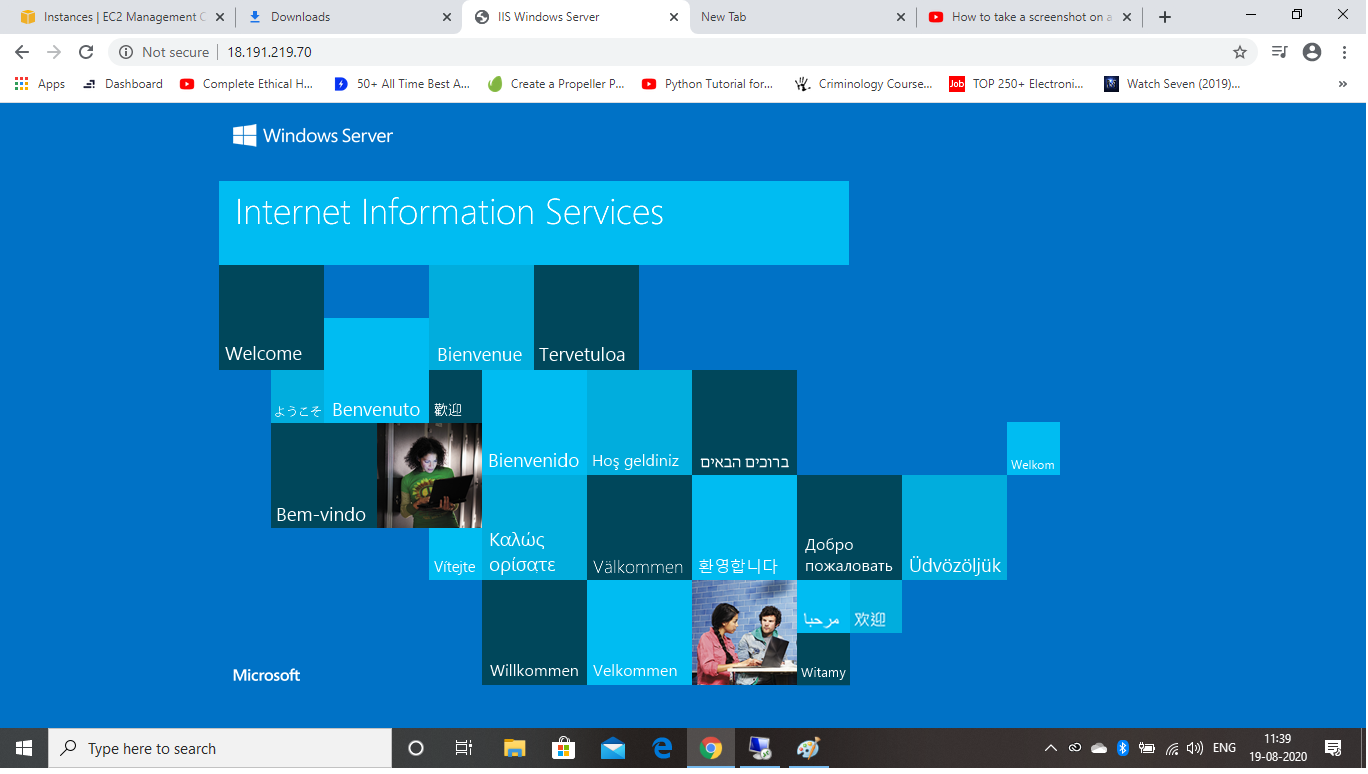 Instances | EC2 Management C
Downloads
IIS Windows Server
New Tab
How to take a screenshot on a
Not secure
18.191.219.70
Apps
Dashboard
Complete Ethical H...
50+ All Time Best A...
Create a Propeller P...
Python Tutorial for...
Criminology Course...
Job
TOP 250+ Electroni...
Watch Seven (2019)...
»
Windows Server
Internet Information Services
Welcome
Bienvenue
Tervetuloa
ようこそ
Benvenuto
歡迎
Bienvenido
Hoş geldiniz
ברוכים הבאים
Welkom
Bem-vindo
Vítejte
Καλώς
ορίσατε
Välkommen
환영합니다
Добро
пожаловать
Üdvözöljük
Willkommen
Velkommen
مرحبا
欢迎
Witamy
Microsoft
Type here to search
ENG
11:39
19-08-2020